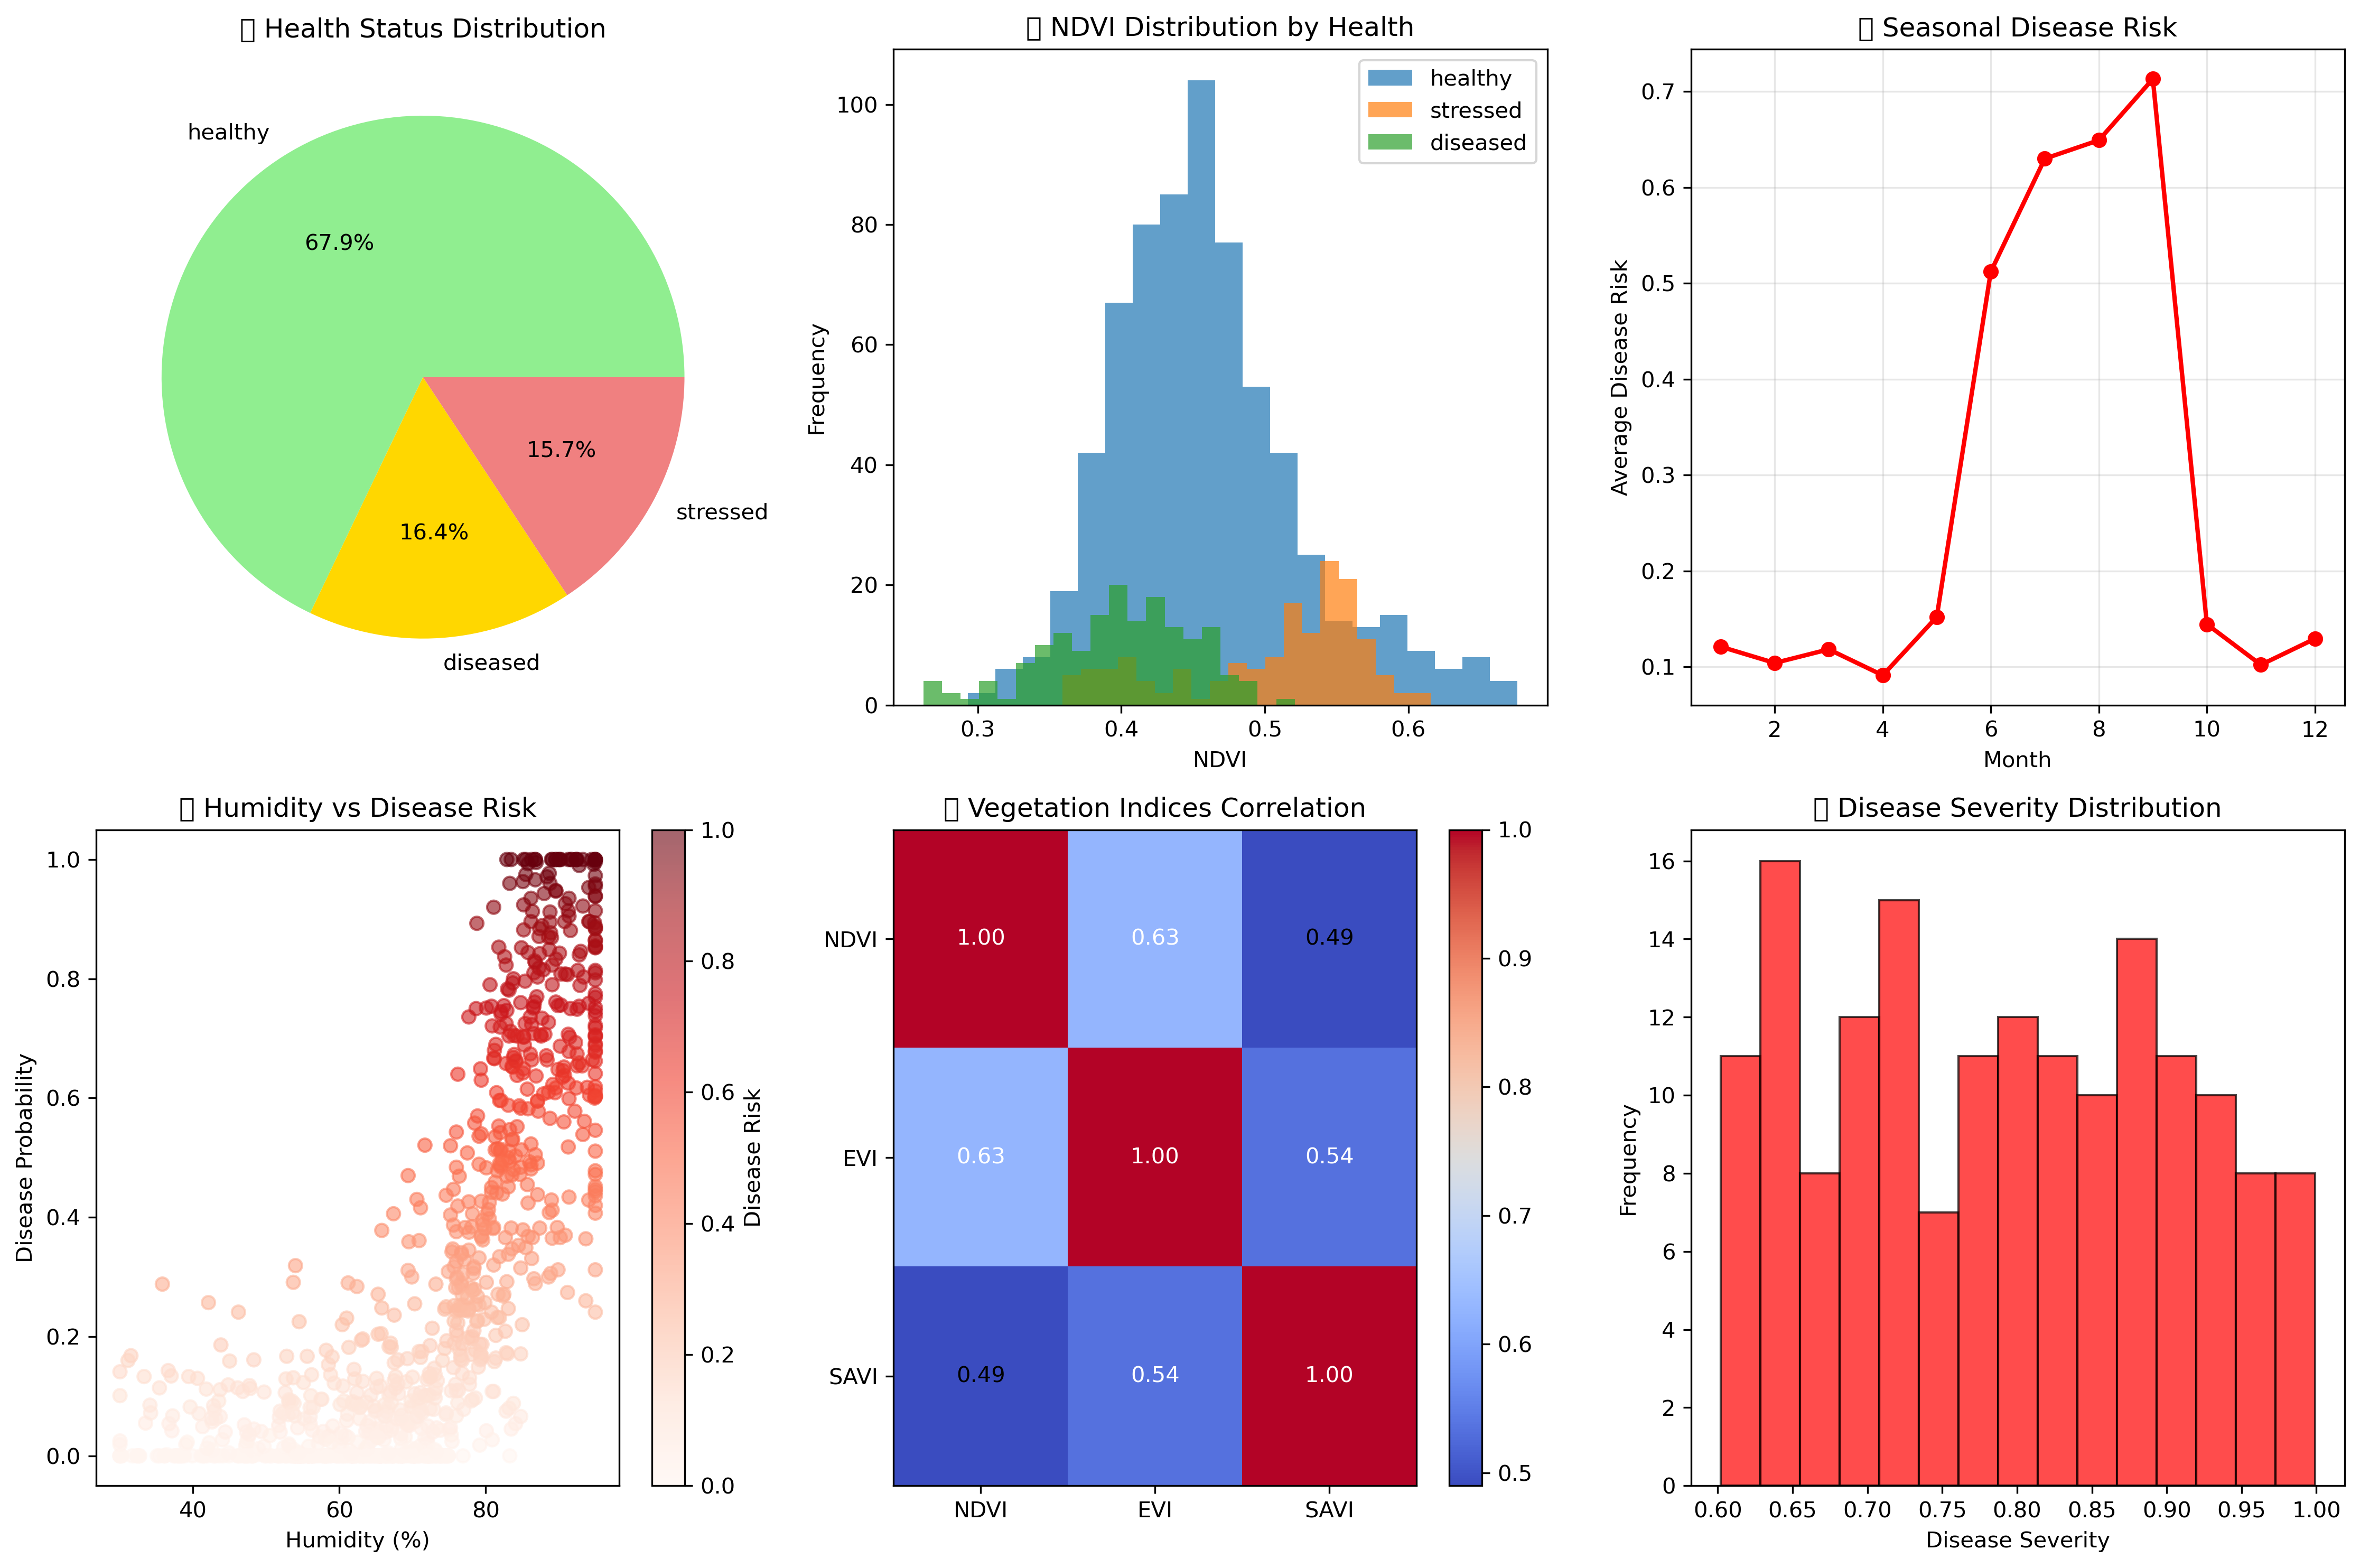 ▯ Health Status Distribution
healthy
67.9%
15.7%
stressed
16.4%
diseased
▯ NDVI Distribution by Health
healthy
stressed
diseased
100
80
60
40
20
0
Frequency
0.3 0.4 0.5 0.6
NDVI
▯ Seasonal Disease Risk
0.7
0.6
0.5
0.4
0.3
0.2
0.1
Average Disease Risk
2 4 6 8 10 12
Month
▯ Humidity vs Disease Risk
1.0
0.8
0.6
0.4
0.2
0.0
Disease Probability
40 60 80
Humidity (%)
1.0
0.8
0.6
0.4
0.2
0.0
Disease Risk
▯ Vegetation Indices Correlation
NDVI 1.00 0.63 0.49
EVI 0.63 1.00 0.54
SAVI 0.49 0.54 1.00
NDVI EVI SAVI
1.0
0.9
0.8
0.7
0.6
0.5
▯ Disease Severity Distribution
16
14
12
10
8
6
4
2
0
Frequency
0.60 0.65 0.70 0.75 0.80 0.85 0.90 0.95 1.00
Disease Severity